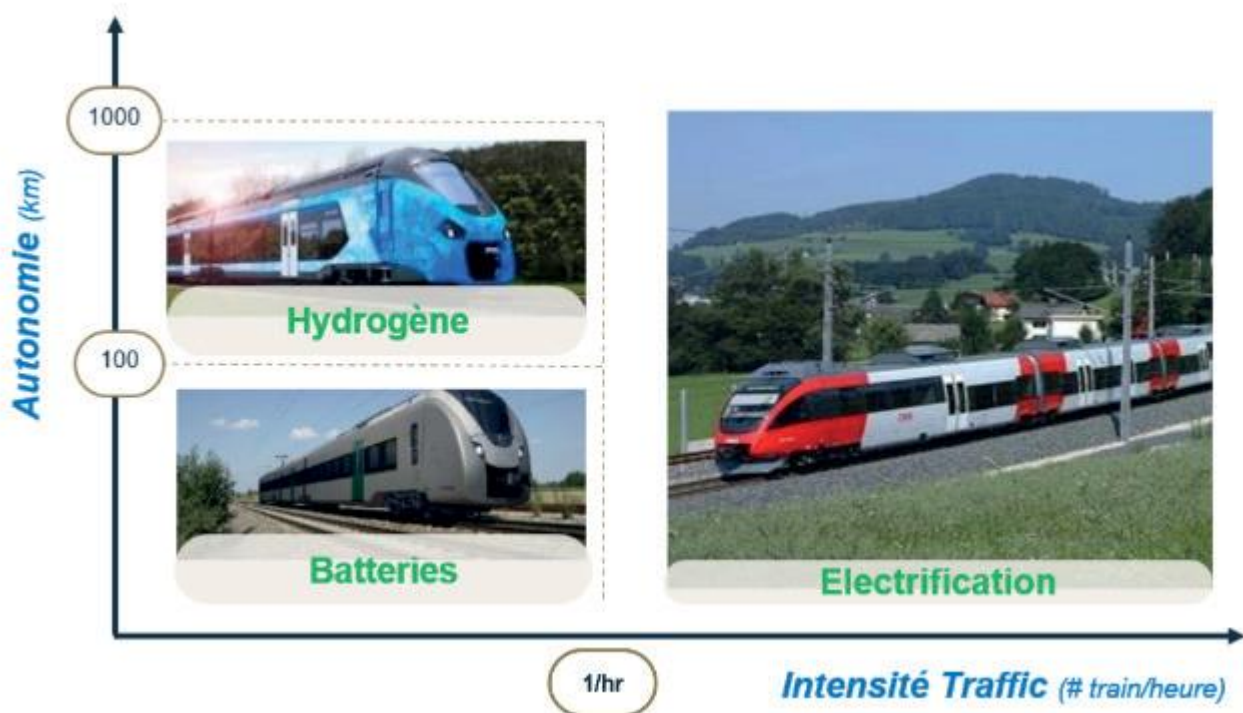 1000
Autonomie (km)
Hydrogène
100
Batteries
Electrification
1/hr
Intensité Traffic (# train/heure)